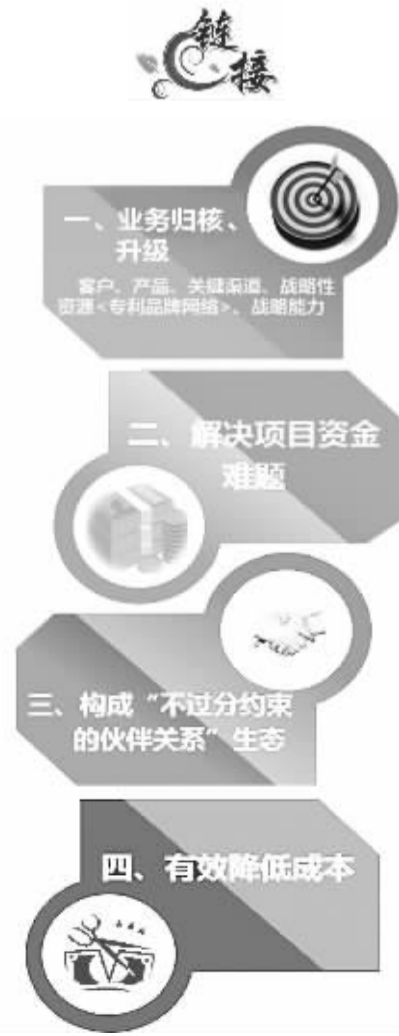 链接
一、业务归核、
升级
客户、产品、关键渠道、战略性
资源<专利品牌网络>、战略能力
二、解决项目资金
难题
三、构成“不过分约束
的伙伴关系”生态
四、有效降低成本